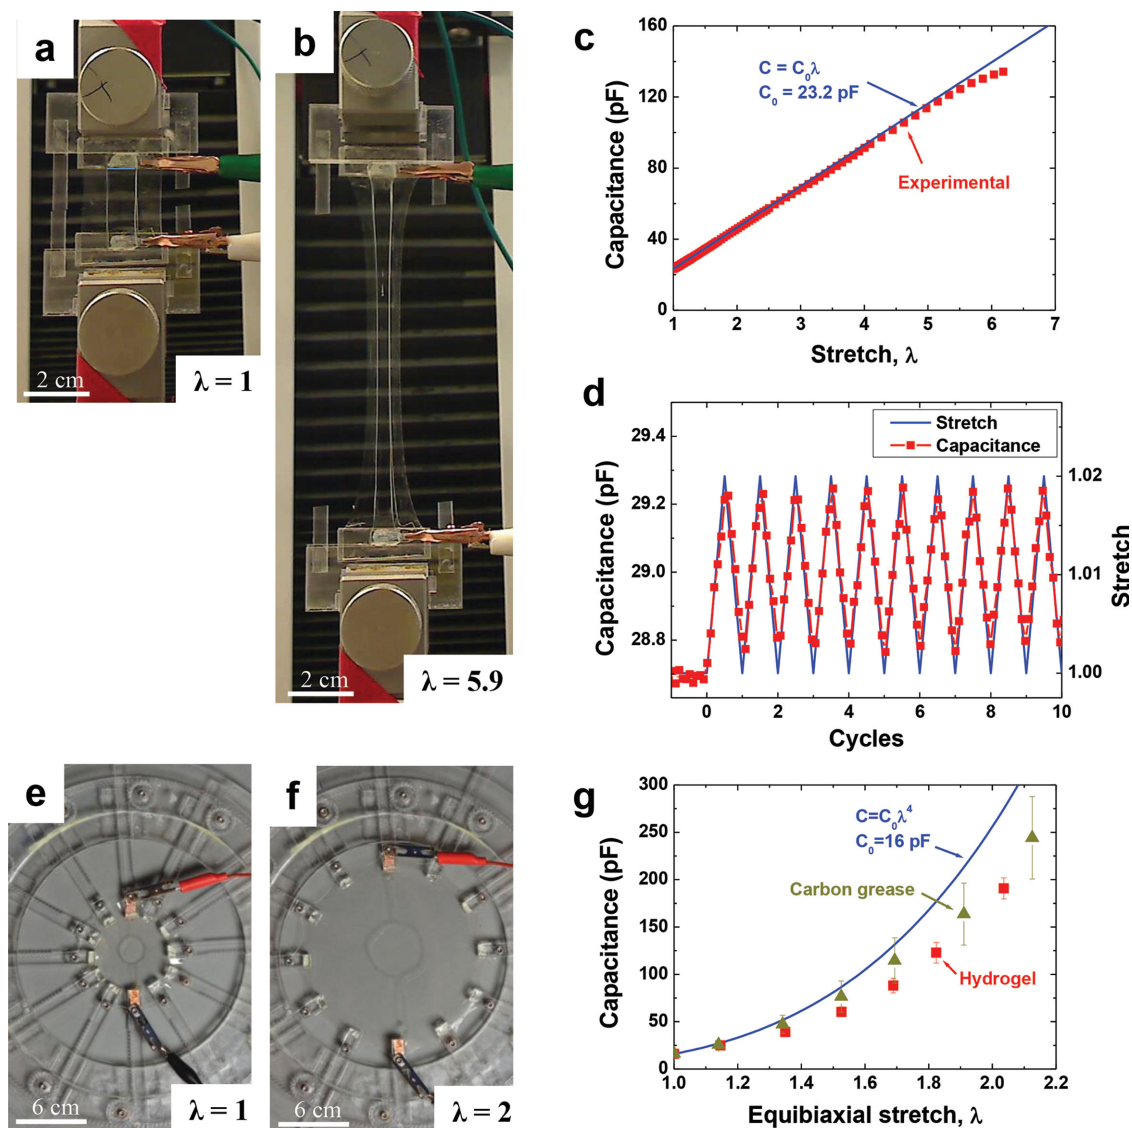 a
λ = 1
2 cm
b
λ = 5.9
2 cm
c
160
120
80
40
0
Capacitance (pF)
C = C₀λ
C₀ = 23.2 pF
Experimental
1 2 3 4 5 6 7
Stretch, λ
d
29.4
29.2
29.0
28.8
Capacitance (pF)
Stretch
Capacitance
1.02
1.01
1.00
Stretch
0 2 4 6 8 10
Cycles
e
6 cm
λ = 1
f
6 cm
λ = 2
g
300
250
200
150
100
50
0
Capacitance (pF)
C=C₀λ⁴
C₀=16 pF
Carbon grease
Hydrogel
1.0 1.2 1.4 1.6 1.8 2.0 2.2
Equibiaxial stretch, λ